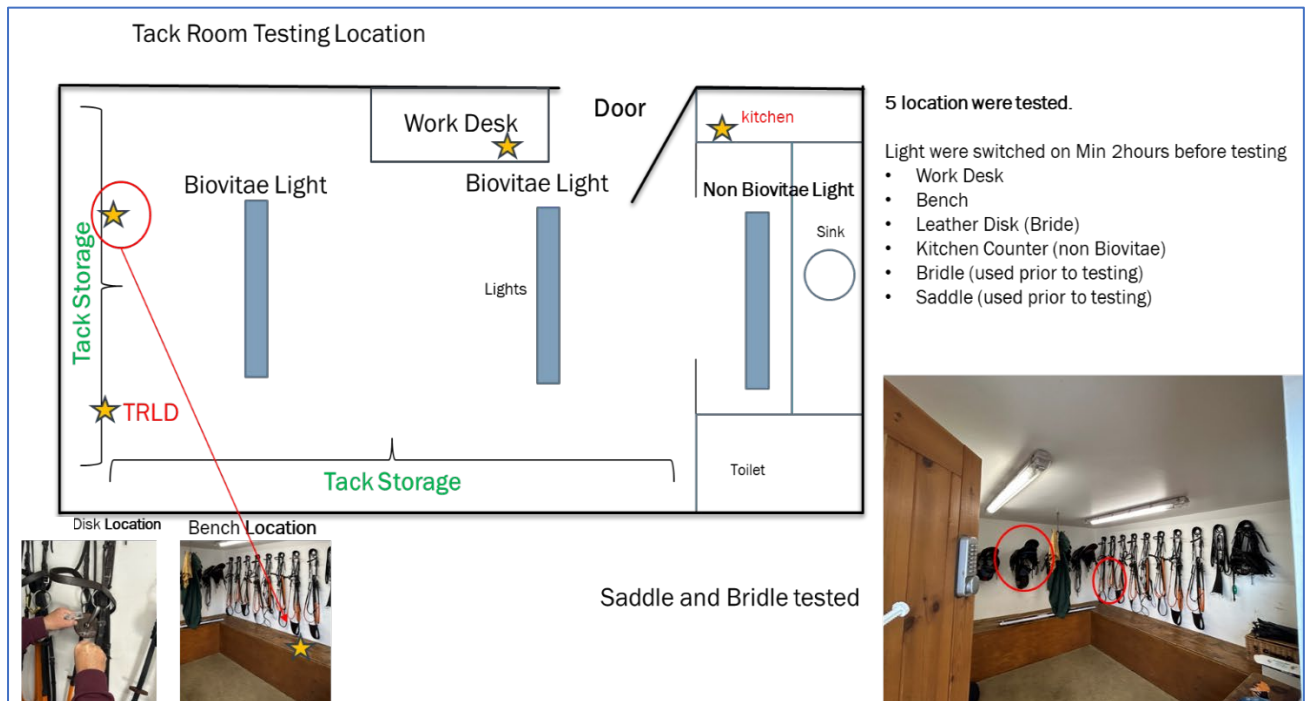 Tack Room Testing Location
Work Desk
Door
kitchen
Biovitae Light
Biovitae Light
Non Biovitae Light
Sink
Lights
Tack Storage
TRLD
Tack Storage
Toilet
5 location were tested.
Light were switched on Min 2hours before testing
• Work Desk
• Bench
• Leather Disk (Bride)
• Kitchen Counter (non Biovitae)
• Bridle (used prior to testing)
• Saddle (used prior to testing)
Disk Location
Bench Location
Saddle and Bridle tested